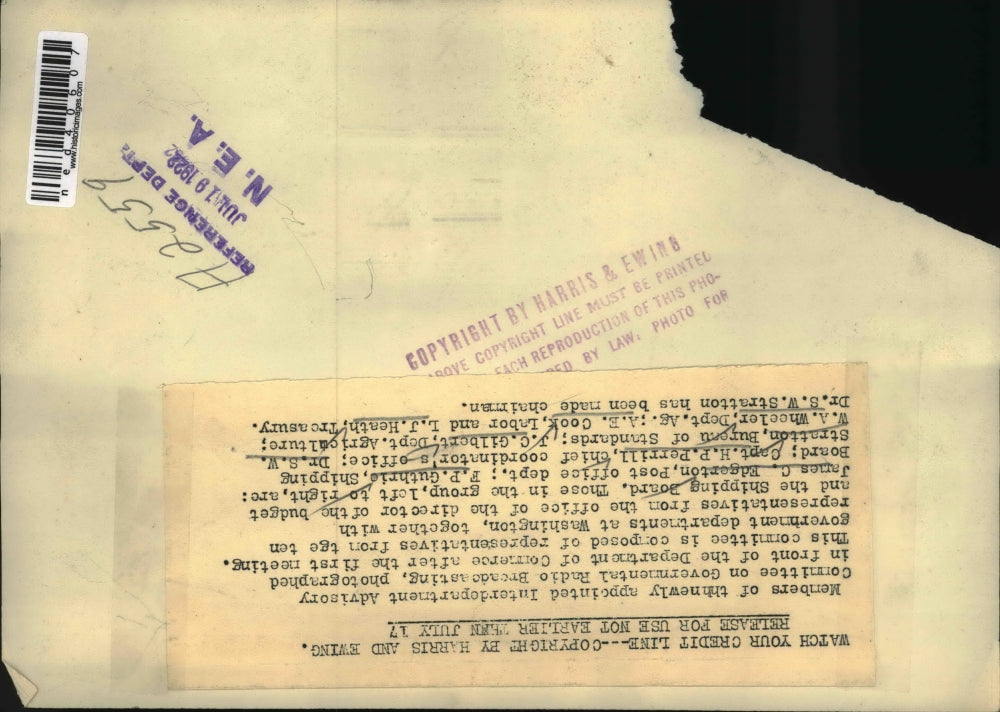 ned40607
www.historicimages.com
REFERENCE DEPT.
JUL 19 1922
N. E. A.
A2559
COPYRIGHT BY HARRIS & EWING
ABOVE COPYRIGHT LINE MUST BE PRINTED
EACH REPRODUCTION OF THIS PHO-
BY LAW. PHOTO FOR
WATCH YOUR CREDIT LINE---COPYRIGHT BY HARRIS AND EWING.
RELEASE FOR USE NOT EARLIER THAN JULY 17
Members of thnewly appointed Interdepartment Advisory
Committee on Governmental Radio Broadcasting, photographed
in front of the Department of Commerce after the first meeting.
This committee is composed of representatives from tge ten
government departments at Washington, together with
representatives from the office of the director of the budget
and the Shipping Board. Those in the group, left to right, are:
James C. Edgerton, Post office dept.; F.P. Guthrie, Shipping
Board; Capt. H.P. Perrill, chief coordinator's office; Dr. S.W.
Stratton, Bureau of Standards; J.C. Gilbert, Dept. Agriculture;
W.A. Wheeler, Dept. Ag.; A.E. Cook, Labor and L.J. Heath, Treasury.
Dr. S.W. Stratton has been made chairman.